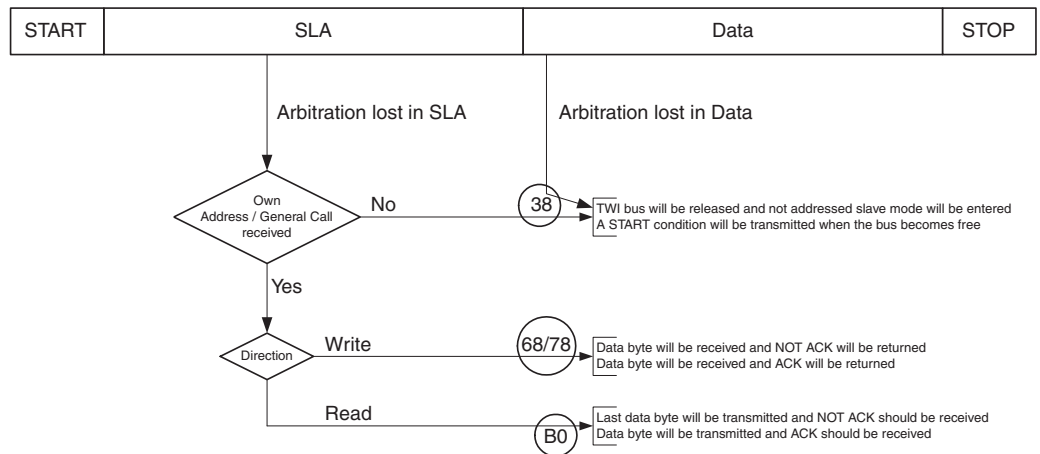 START SLA Data STOP
Arbitration lost in SLA Arbitration lost in Data
Own
Address / General Call
received
No
38
TWI bus will be released and not addressed slave mode will be entered
A START condition will be transmitted when the bus becomes free
Yes
Direction
Write
68/78
Data byte will be received and NOT ACK will be returned
Data byte will be received and ACK will be returned
Read
B0
Last data byte will be transmitted and NOT ACK should be received
Data byte will be transmitted and ACK should be received